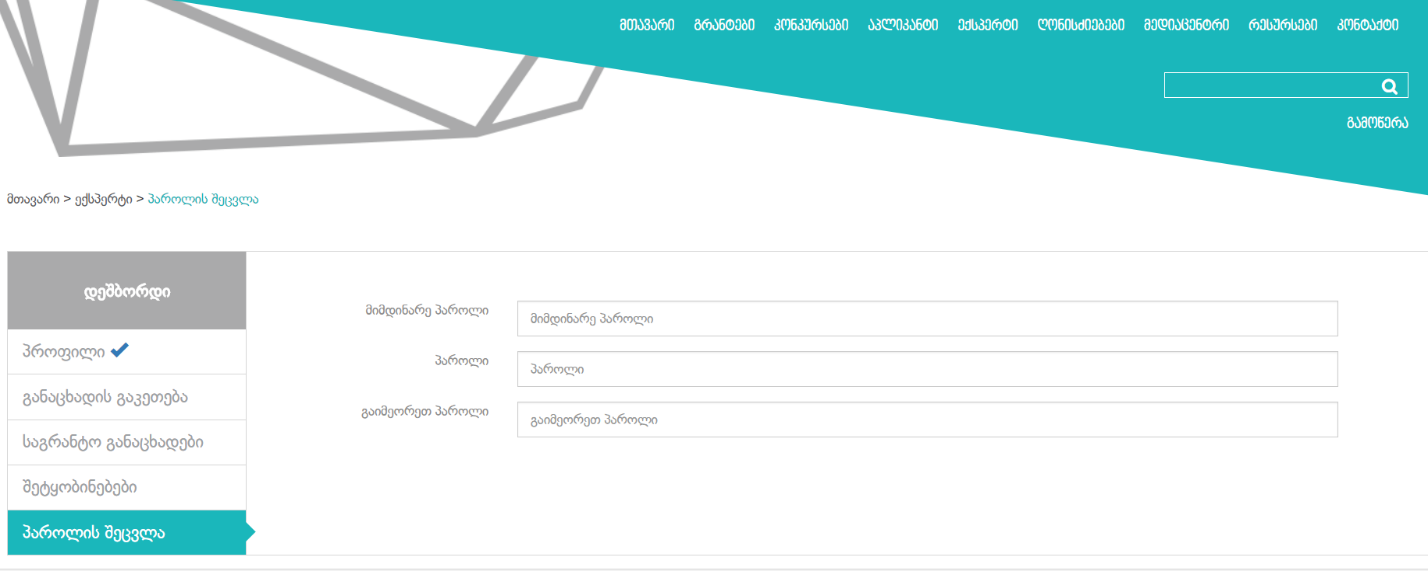 მთავარი გრანტები კონკურსები აპლიკანტი ექსპერტი ღონისძიებები მედიაცენტრი რესურსები კონტაქტი
გამოწერა
მთავარი > ექსპერტი > პაროლის შეცვლა
დეშბორდი
პროფილი
განაცხადის გაკეთება
საგრანტო განაცხადები
შეტყობინებები
პაროლის შეცვლა
მიმდინარე პაროლი მიმდინარე პაროლი
პაროლი პაროლი
გაიმეორეთ პაროლი გაიმეორეთ პაროლი